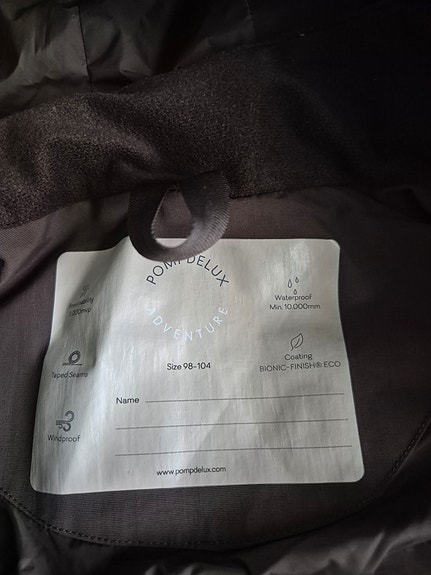 POMPDELUX
ADVENTURE
Waterproof
Min. 10.000mm
Taped Seams
Size 98-104
Coating
BIONIC-FINISH® ECO
Name
Windproof
www.pompdelux.com